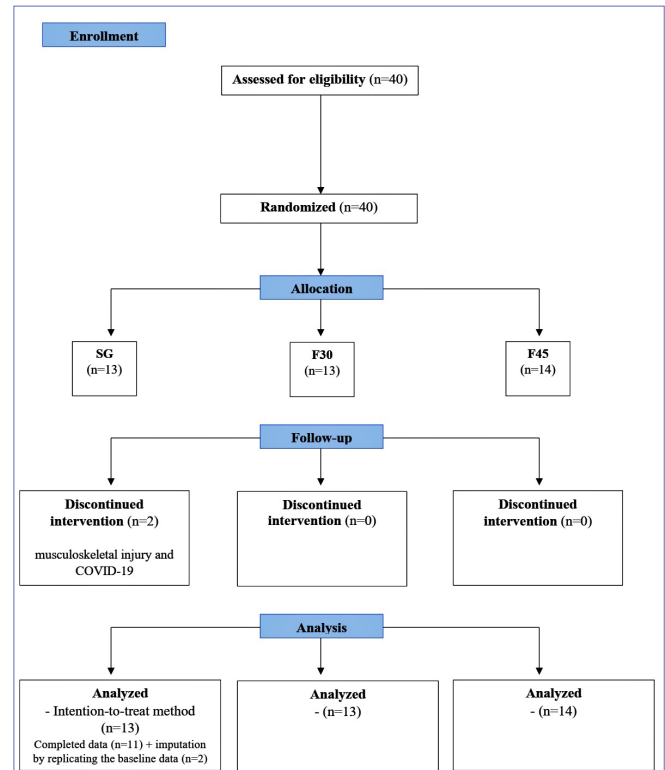 Enrollment
Assessed for eligibility (n=40)
Randomized (n=40)
Allocation
SG
(n=13)
F30
(n=13)
F45
(n=14)
Follow-up
Discontinued
intervention (n=2)
musculoskeletal injury and
COVID-19
Discontinued
intervention (n=0)
Discontinued
intervention (n=0)
Analysis
Analyzed
- Intention-to-treat method
(n=13)
Completed data (n=11) + imputation
by replicating the baseline data (n=2)
Analyzed
- (n=13)
Analyzed
- (n=14)